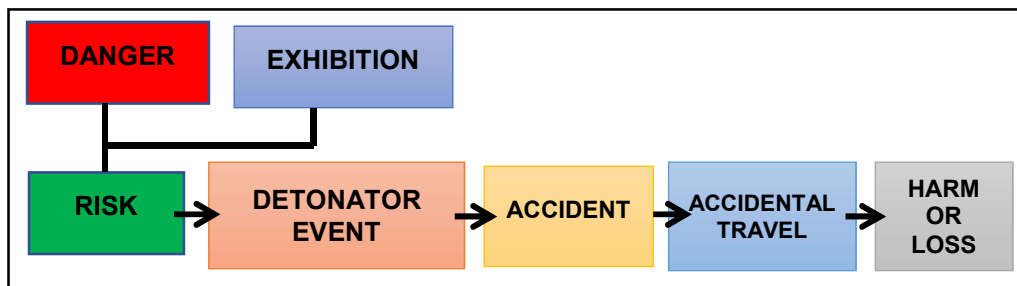 DANGER
EXHIBITION
RISK
DETONATOR
EVENT
ACCIDENT
ACCIDENTAL
TRAVEL
HARM
OR
LOSS